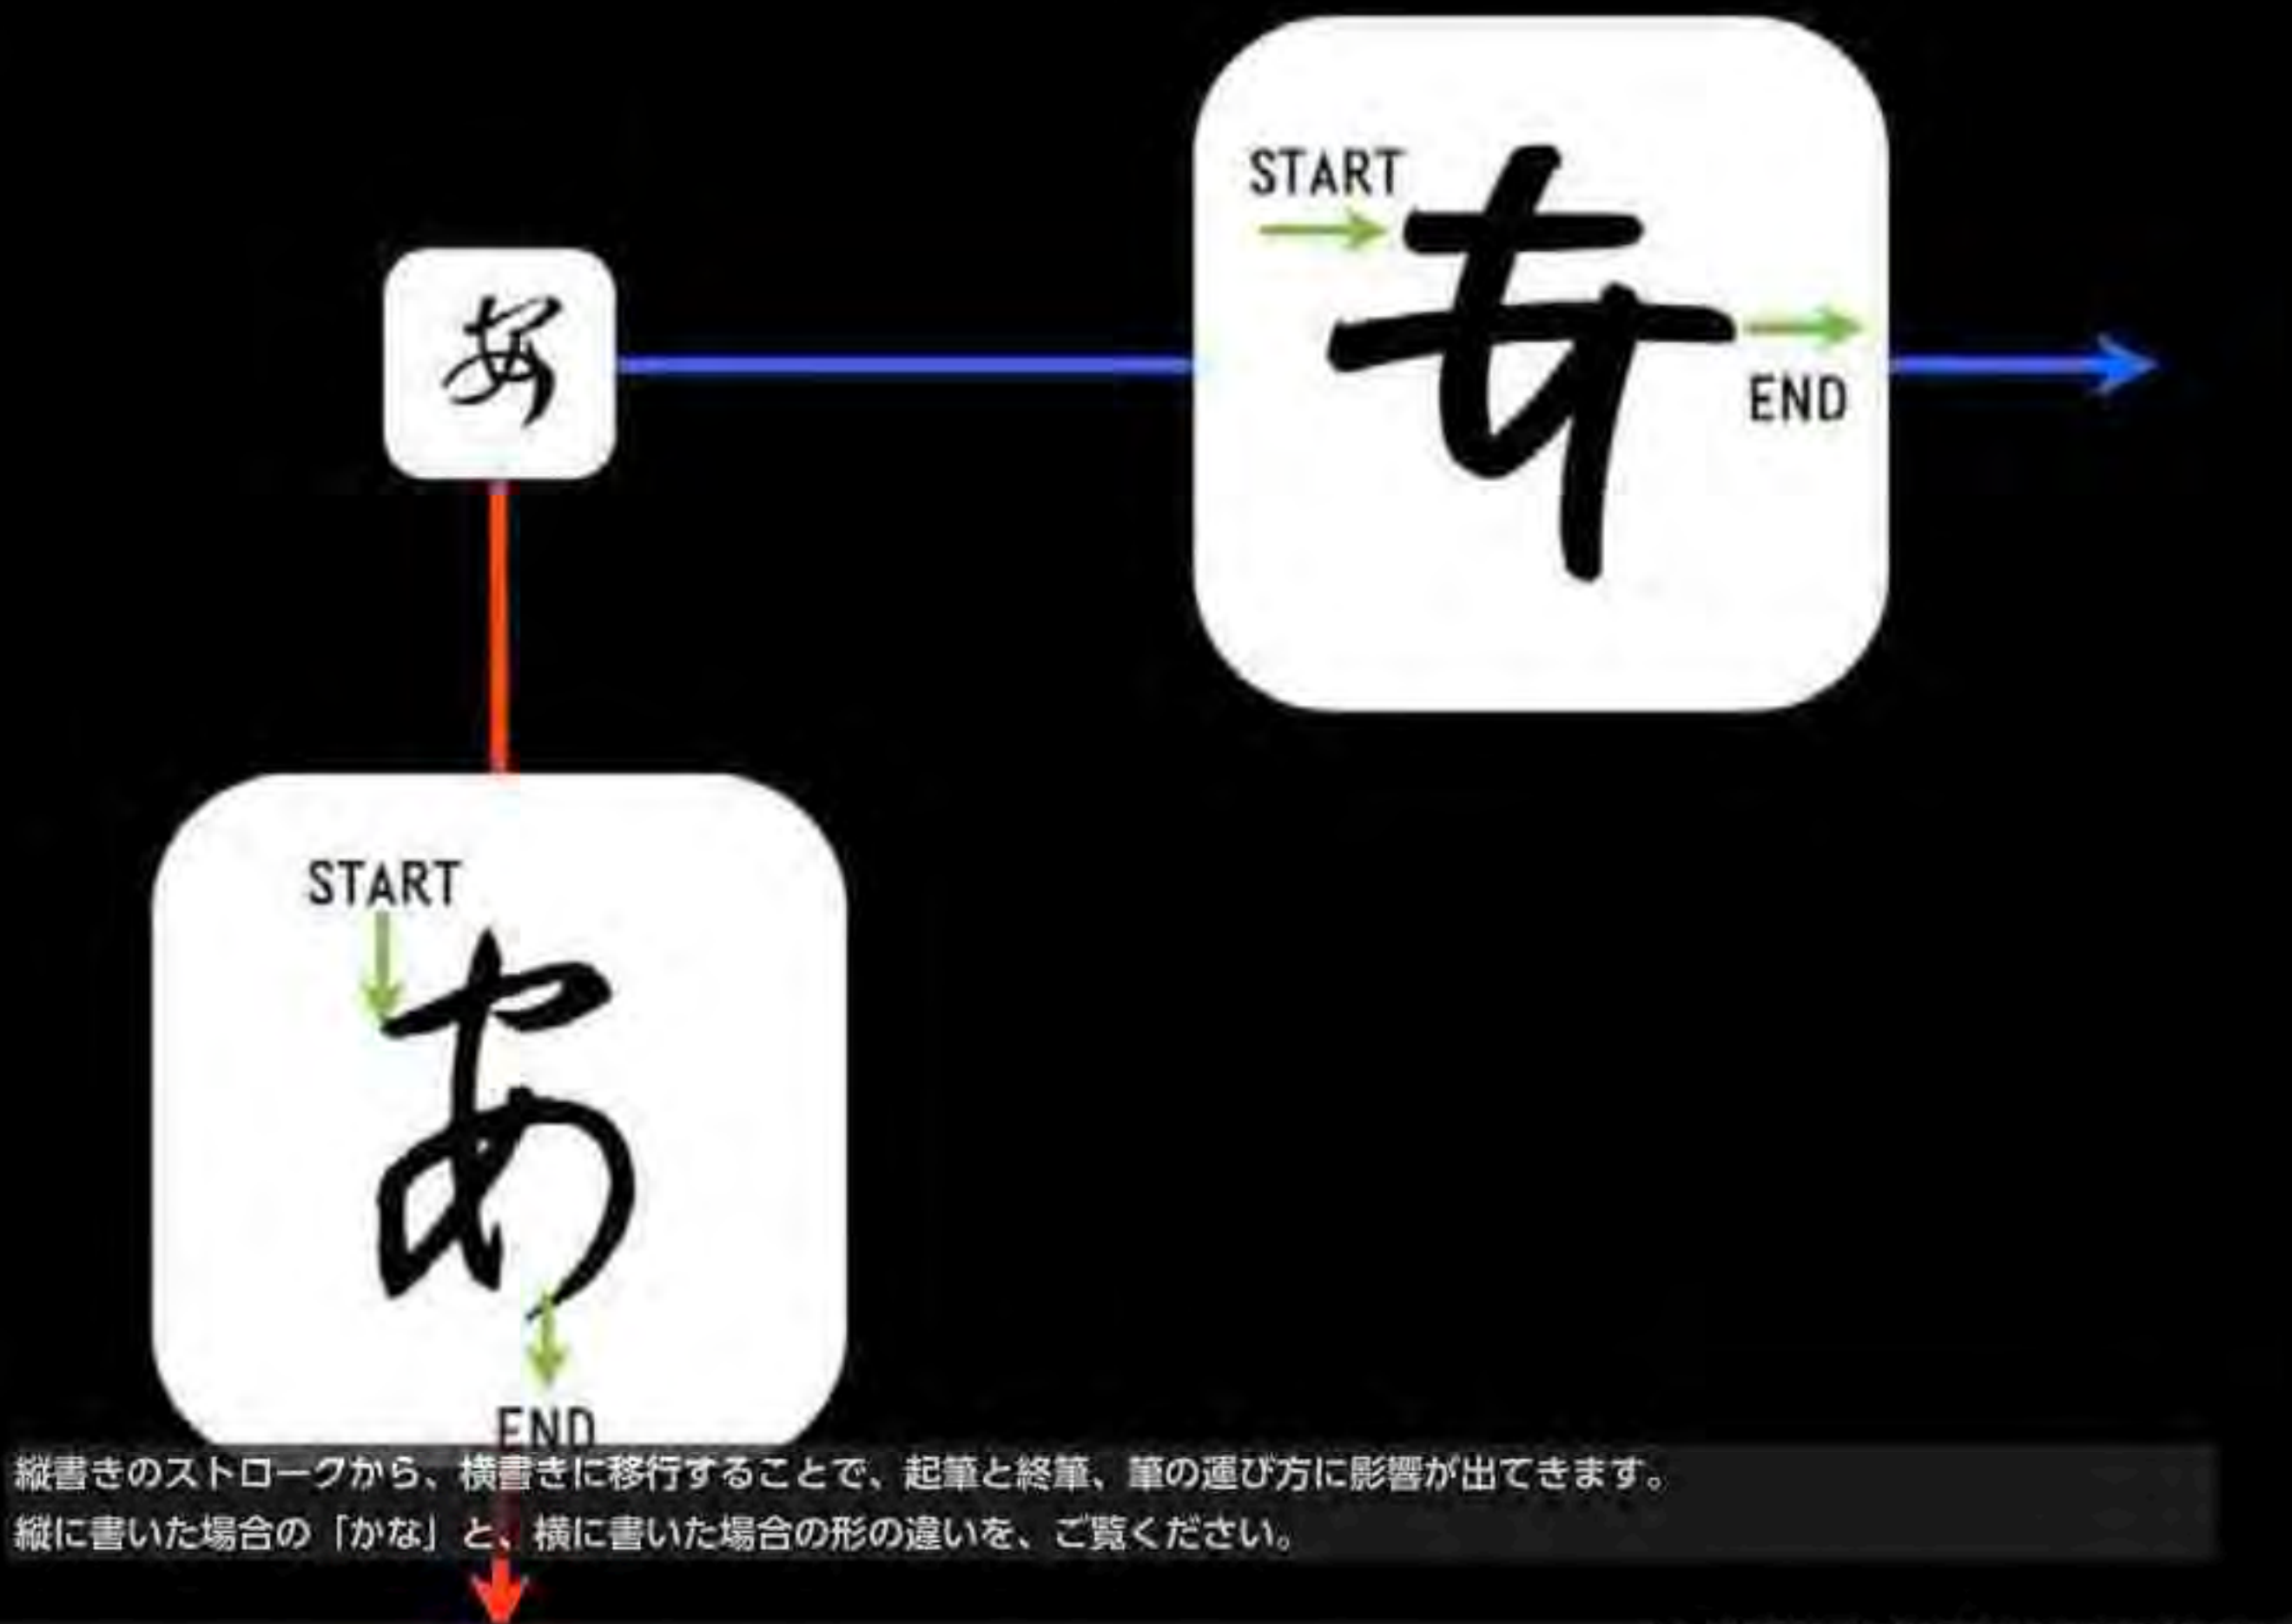 安
START
END
START
あ
END
縦書きのストロークから、横書きに移行することで、起筆と終筆、筆の運び方に影響が出てきます。
縦に書いた場合の「かな」と、横に書いた場合の形の違いを、ご覧ください。